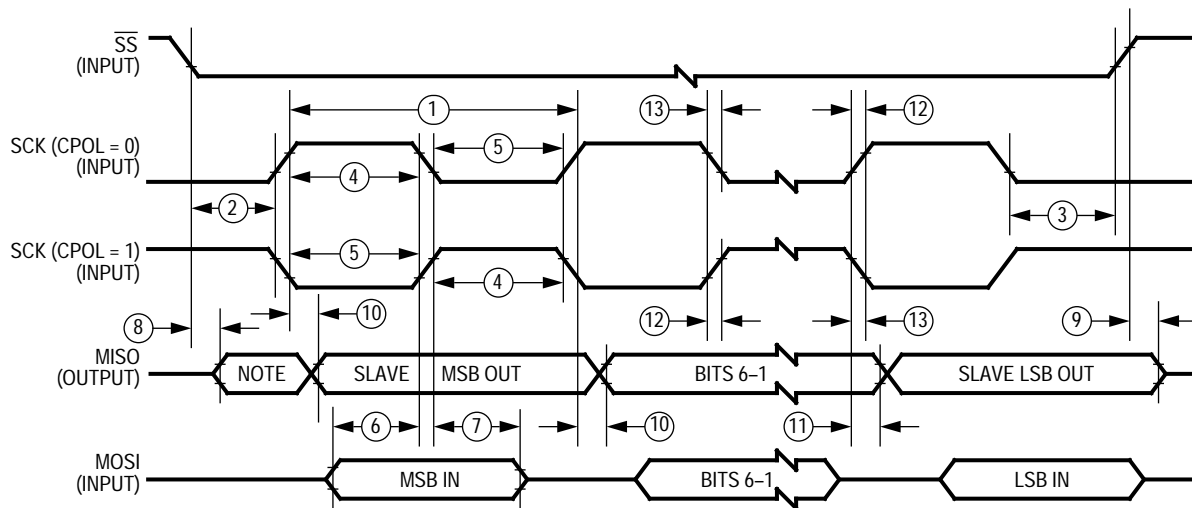 SS
(INPUT)
1
13
12
SCK (CPOL = 0)
(INPUT)
5
4
2
3
SCK (CPOL = 1)
(INPUT)
5
4
8
10
12
13
9
MISO
(OUTPUT)
NOTE
SLAVE MSB OUT
BITS 6–1
SLAVE LSB OUT
6
7
10
11
MOSI
(INPUT)
MSB IN
BITS 6–1
LSB IN